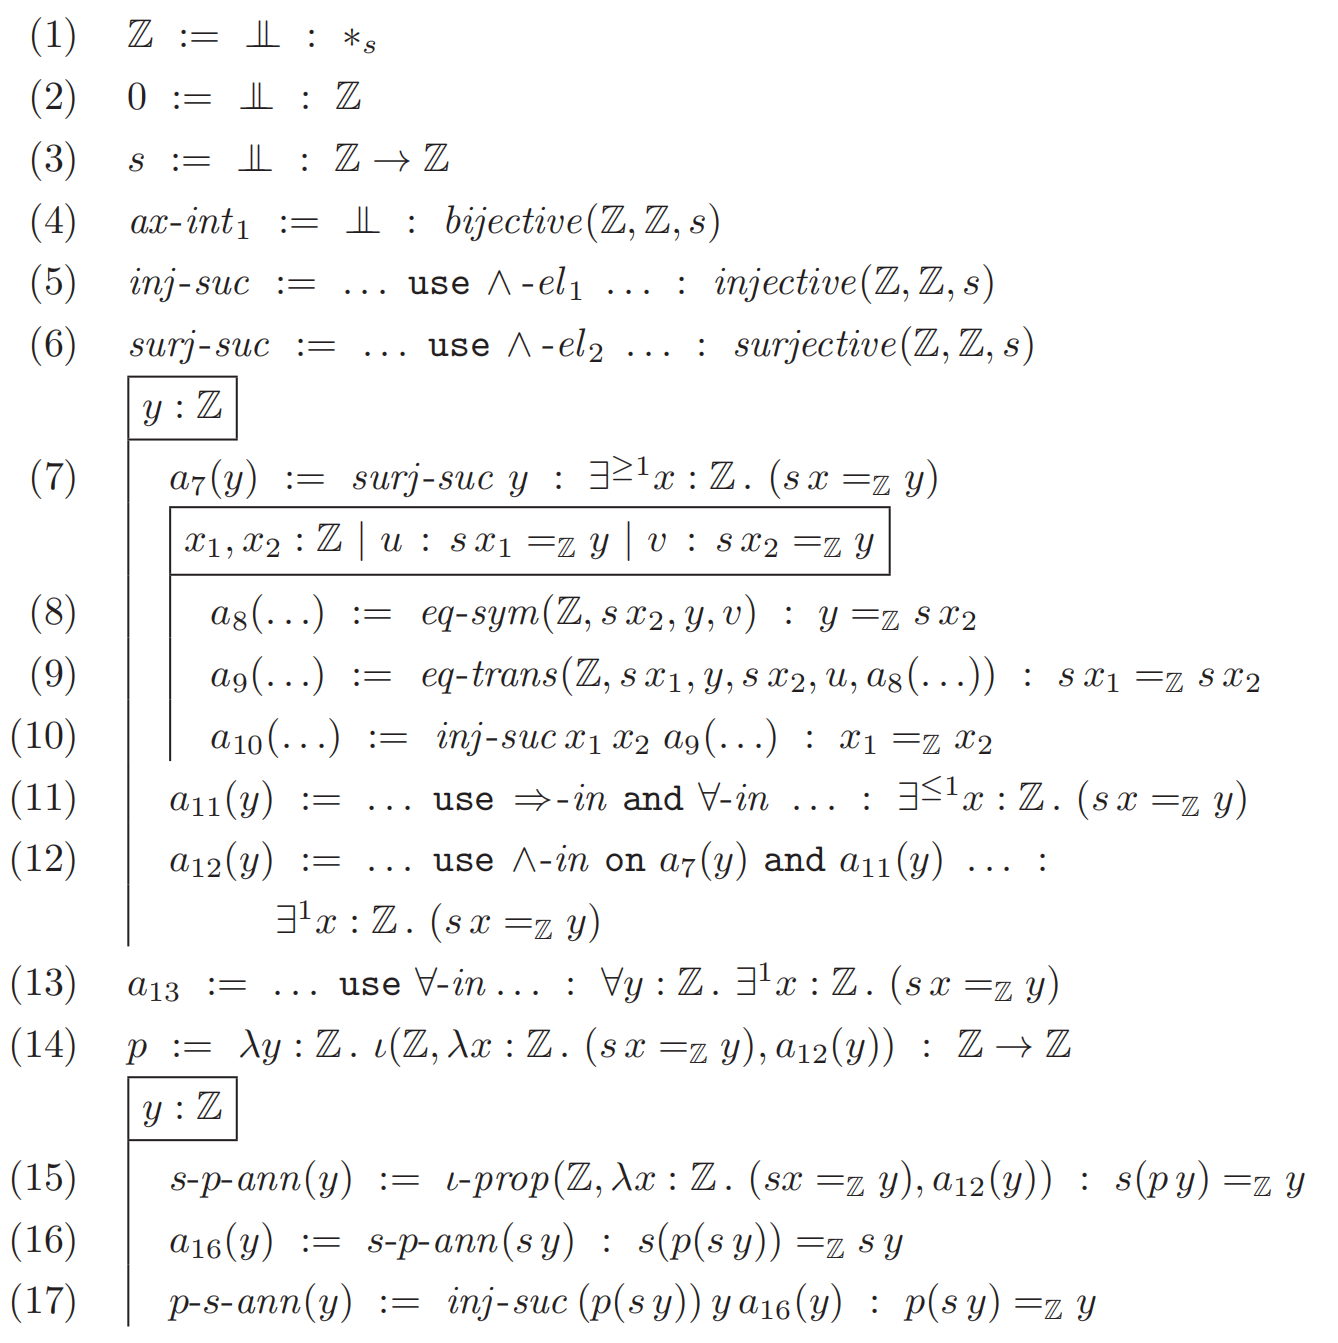 (1) ℤ := ⫫ : ∗ₛ
(2) 0 := ⫫ : ℤ
(3) s := ⫫ : ℤ → ℤ
(4) ax-int₁ := ⫫ : bijective(ℤ, ℤ, s)
(5) inj-suc := … use ∧-el₁ … : injective(ℤ, ℤ, s)
(6) surj-suc := … use ∧-el₂ … : surjective(ℤ, ℤ, s)
y : ℤ
(7) a₇(y) := surj-suc y : ∃≥¹x : ℤ. (s x =_ℤ y)
x₁, x₂ : ℤ | u : s x₁ =_ℤ y | v : s x₂ =_ℤ y
(8) a₈(…) := eq-sym(ℤ, s x₂, y, v) : y =_ℤ s x₂
(9) a₉(…) := eq-trans(ℤ, s x₁, y, s x₂, u, a₈(…)) : s x₁ =_ℤ s x₂
(10) a₁₀(…) := inj-suc x₁ x₂ a₉(…) : x₁ =_ℤ x₂
(11) a₁₁(y) := … use ⇒-in and ∀-in … : ∃≤¹x : ℤ. (s x =_ℤ y)
(12) a₁₂(y) := … use ∧-in on a₇(y) and a₁₁(y) … :
∃¹x : ℤ. (s x =_ℤ y)
(13) a₁₃ := … use ∀-in … : ∀y : ℤ. ∃¹x : ℤ. (s x =_ℤ y)
(14) p := λy : ℤ. ι(ℤ, λx : ℤ. (s x =_ℤ y), a₁₂(y)) : ℤ → ℤ
y : ℤ
(15) s-p-ann(y) := ι-prop(ℤ, λx : ℤ. (sx =_ℤ y), a₁₂(y)) : s(p y) =_ℤ y
(16) a₁₆(y) := s-p-ann(s y) : s(p(s y)) =_ℤ s y
(17) p-s-ann(y) := inj-suc (p(s y)) y a₁₆(y) : p(s y) =_ℤ y